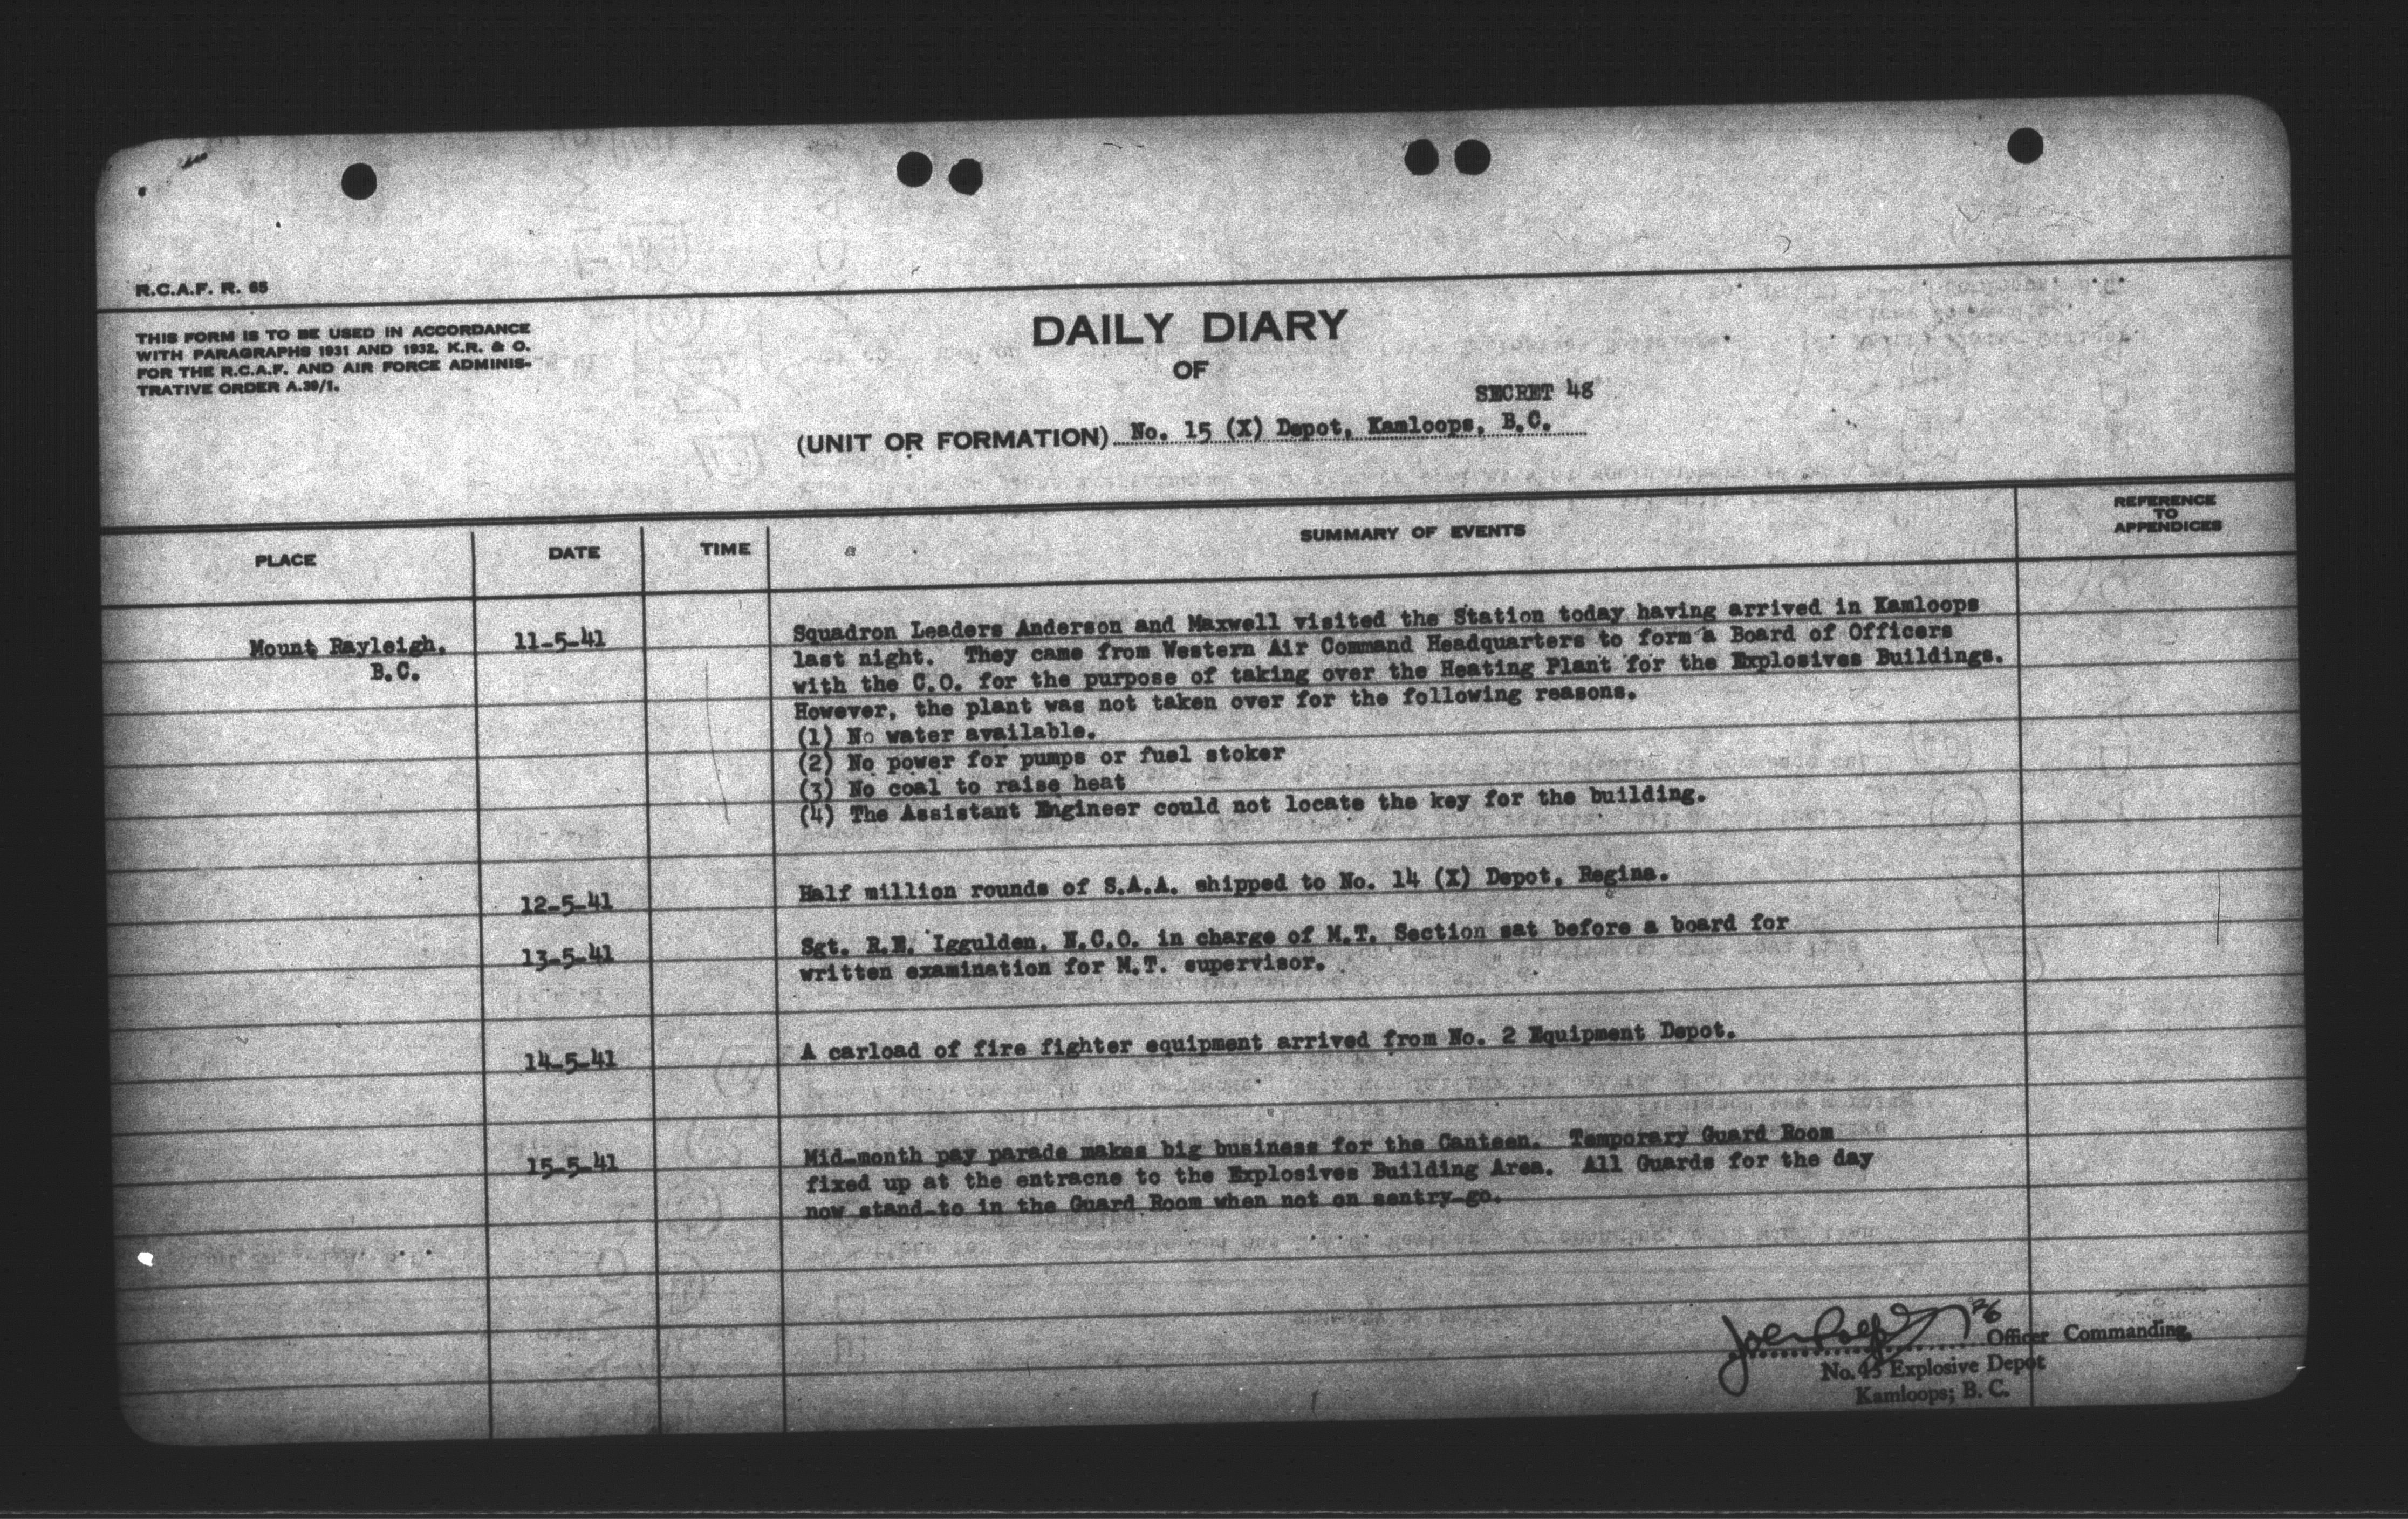 R.C.A.F. R. 65
THIS FORM IS TO BE USED IN ACCORDANCE
WITH PARAGRAPHS 1931 AND 1932, K.R. & O.
FOR THE R.C.A.F. AND AIR FORCE ADMINIS-
TRATIVE ORDER A.39/1.
DAILY DIARY
OF
SECRET 48
(UNIT OR FORMATION) No. 15 (X) Depot, Kamloops, B.C.
PLACE DATE TIME SUMMARY OF EVENTS REFERENCE TO APPENDICES
Mount Rayleigh, 11-5-41 Squadron Leaders Anderson and Maxwell visited the Station today having arrived in Kamloops
B.C. last night. They came from Western Air Command Headquarters to form a Board of Officers
with the C.O. for the purpose of taking over the Heating Plant for the Explosives Buildings.
However, the plant was not taken over for the following reasons.
(1) No water available.
(2) No power for pumps or fuel stoker
(3) No coal to raise heat
(4) The Assistant Engineer could not locate the key for the building.
12-5-41 Half million rounds of S.A.A. shipped to No. 14 (X) Depot, Regina.
13-5-41 Sgt. R.E. Iggulden, N.C.O. in charge of M.T. Section sat before a board for
written examination for M.T. supervisor.
14-5-41 A carload of fire fighter equipment arrived from No. 2 Equipment Depot.
15-5-41 Mid-month pay parade makes big business for the Canteen. Temporary Guard Room
fixed up at the entracne to the Explosives Building Area. All Guards for the day
now stand-to in the Guard Room when not on sentry-go.
Officer Commanding,
No. 15 Explosive Depot
Kamloops; B. C.